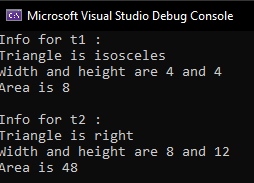 Microsoft Visual Studio Debug Console
Info for t1 :
Triangle is isosceles
Width and height are 4 and 4
Area is 8
Info for t2 :
Triangle is right
Width and height are 8 and 12
Area is 48